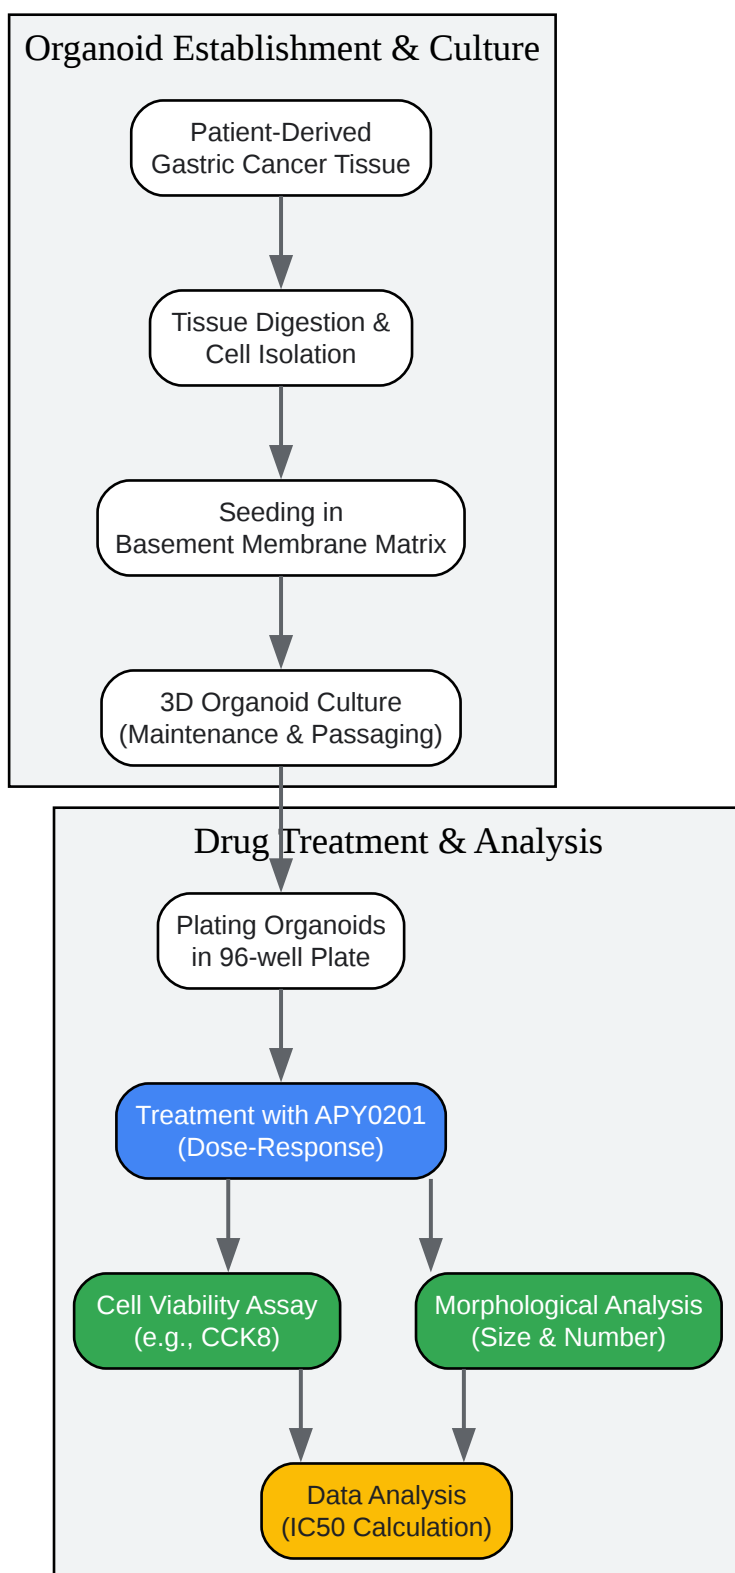 Organoid Establishment & Culture
Patient-Derived
Gastric Cancer Tissue
Tissue Digestion &
Cell Isolation
Seeding in
Basement Membrane Matrix
3D Organoid Culture
(Maintenance & Passaging)
Drug Treatment & Analysis
Plating Organoids
in 96-well Plate
Treatment with APY0201
(Dose-Response)
Cell Viability Assay
(e.g., CCK8)
Morphological Analysis
(Size & Number)
Data Analysis
(IC50 Calculation)